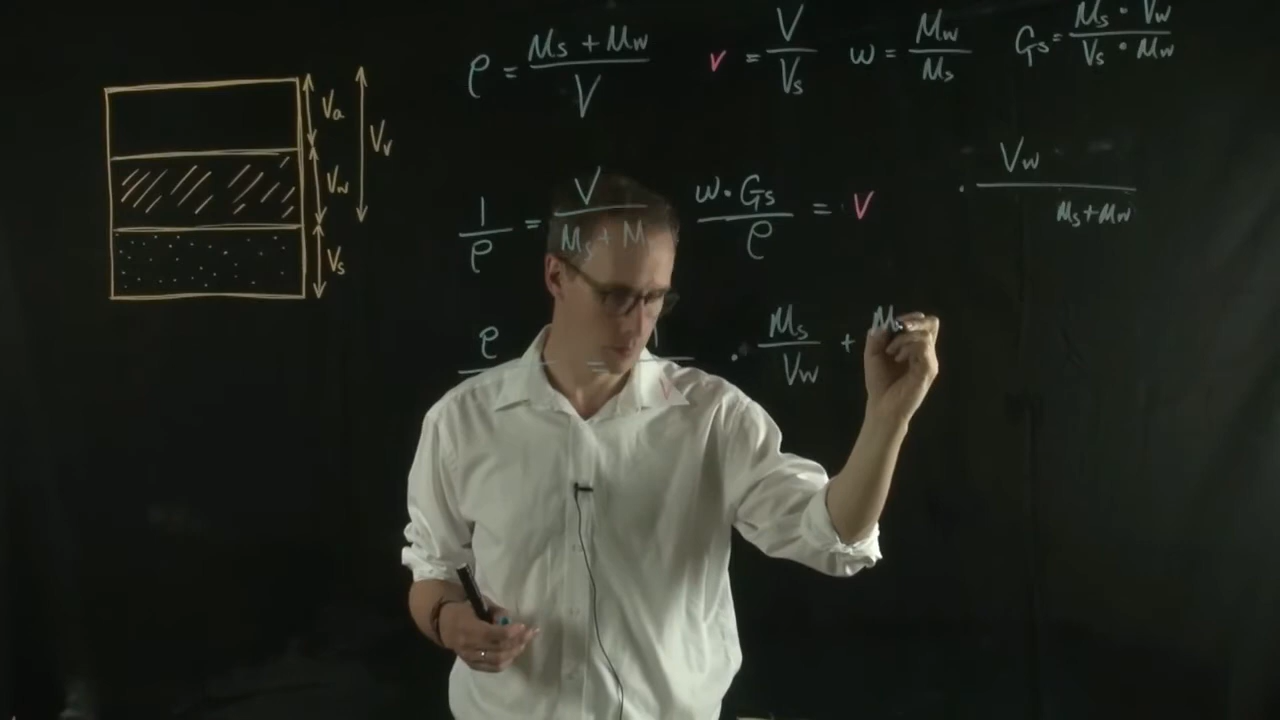 ρ = (Ms + Mw) / V
v = V / Vs
w = Mw / Ms
Gs = Ms · Vw / Vs · Mw
Va
Vv
Vw
Vs
1 / ρ = V / Ms + M
w · Gs / ρ = v
· Vw / Ms + Mw
ρ
=
v
· Ms / Vw +